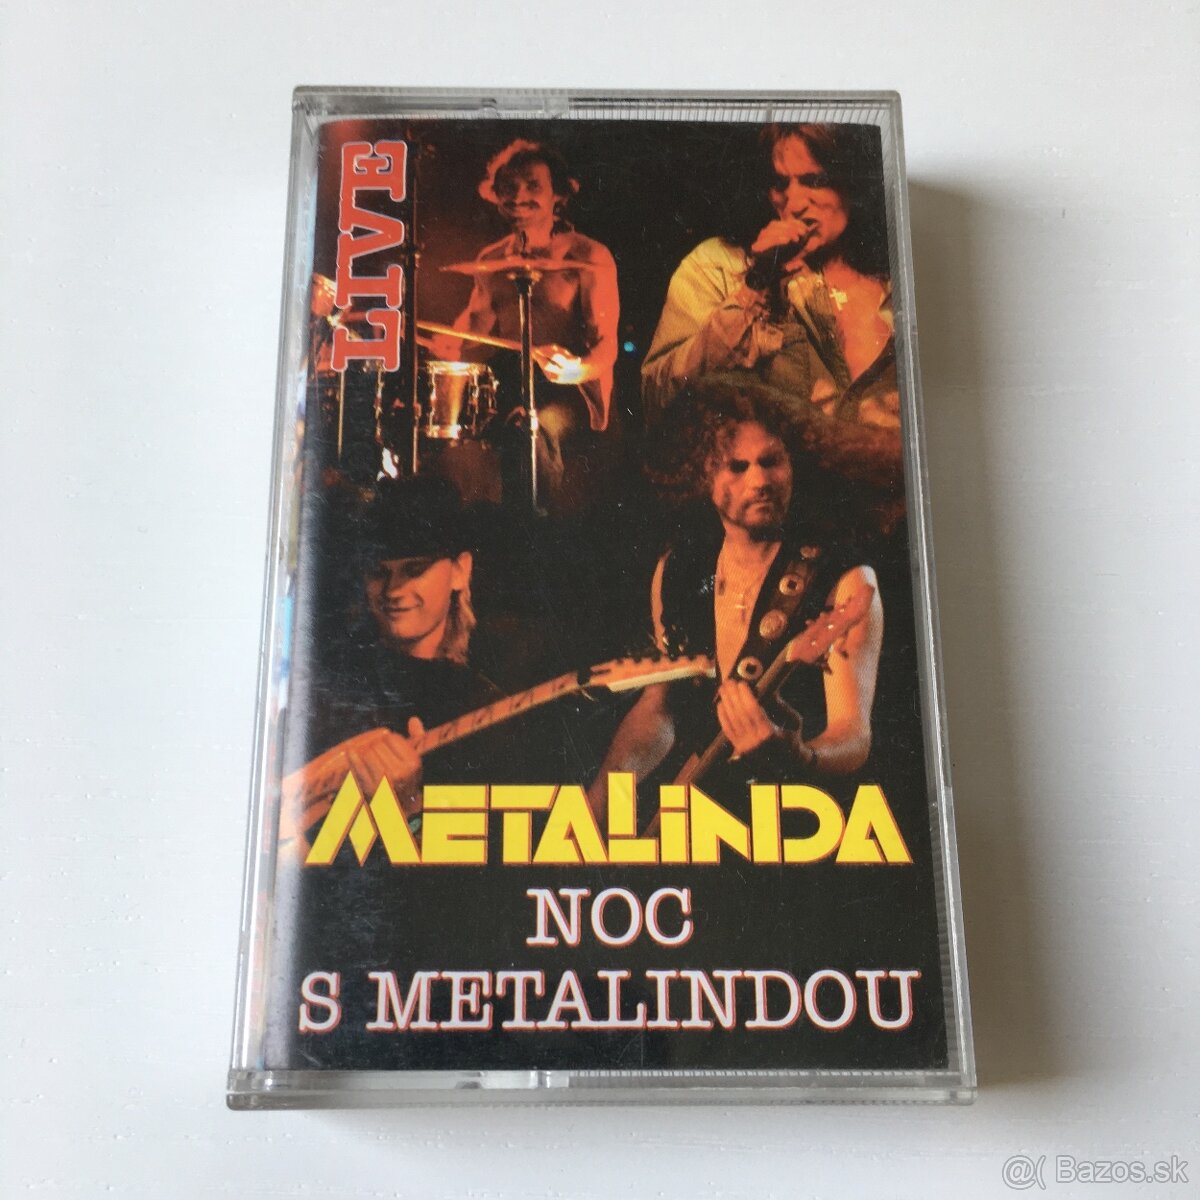 LIVE
METALINDA
NOC
S METALINDOU
@( Bazos.sk